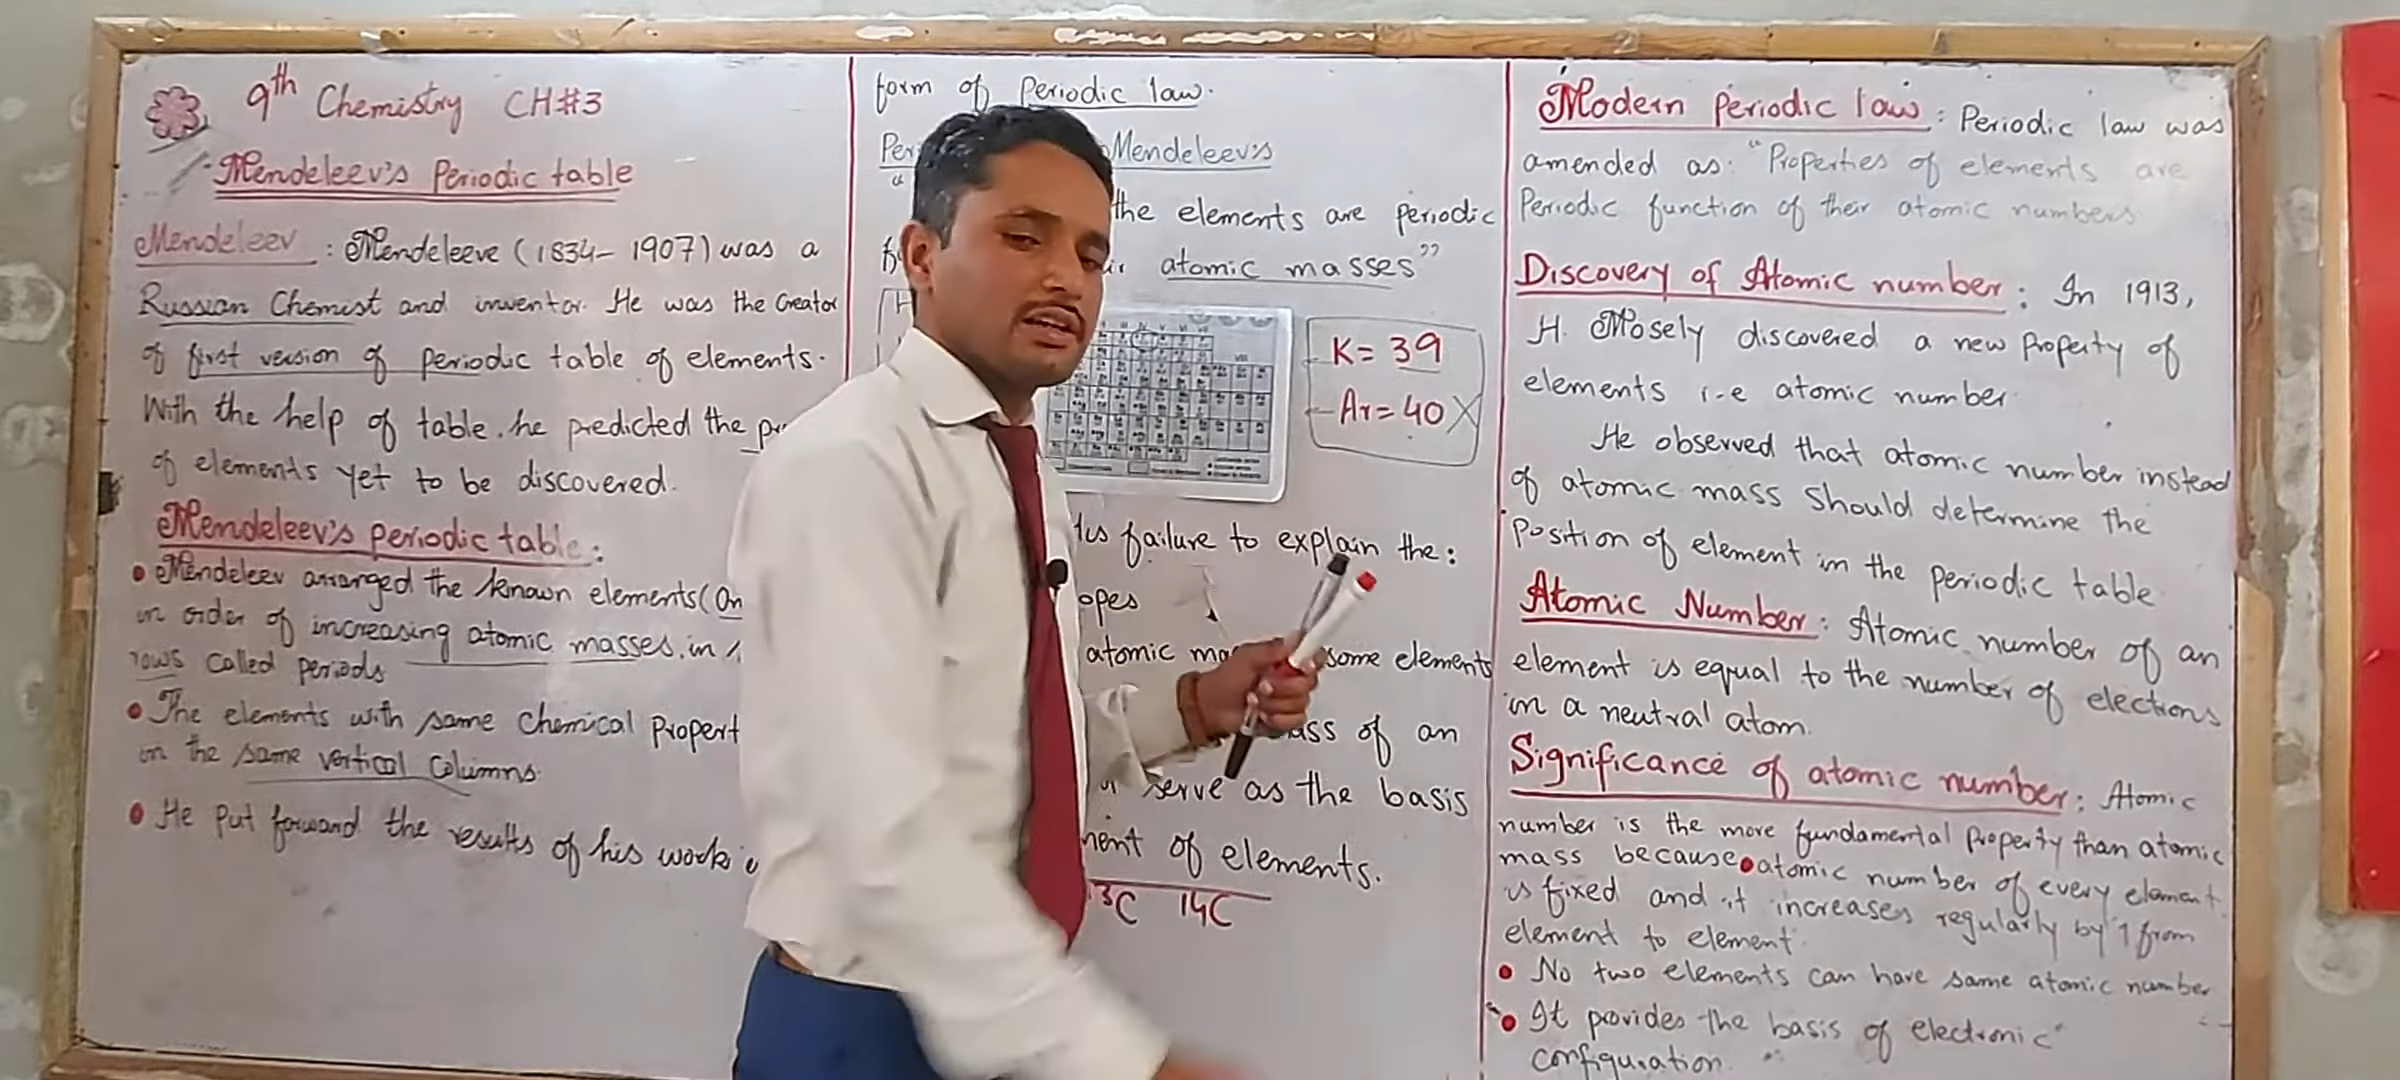 9th Chemistry CH#3
Mendeleev's Periodic table
Mendeleev : Mendeleeve (1834- 1907) was a
Russian Chemist and inventor. He was the Creator
of first version of periodic table of elements.
With the help of table. he predicted the
of elements yet to be discovered.
Mendeleev's periodic table:
• Mendeleev arranged the known elements(
in order of increasing atomic masses, in
rows called periods
• The elements with same Chemical
in the same vertical Columns.
• He put forward the results of his work
form of periodic law.
Mendeleev's
the elements are periodic
atomic masses"
K= 39
Ar= 40 X
failure to explain the:
atomic some elements
of an
serve as the basis
of elements.
14C
Modern periodic law: Periodic law was
amended as: "Properties of elements are
Periodic function of their atomic numbers
Discovery of Atomic number: In 1913,
H. Mosely discovered a new property of
elements i.e atomic number.
He observed that atomic number instead
of atomic mass should determine the
Position of element in the periodic table.
Atomic Number: Atomic number of an
element is equal to the number of electrons
in a neutral atom.
Significance of atomic number: Atomic
number is the more fundamental property than atomic
mass because • atomic number of every element
is fixed and it increases regularly by 1 from
element to element.
• No two elements can have same atomic number
• It provides the basis of electronic
configuration.